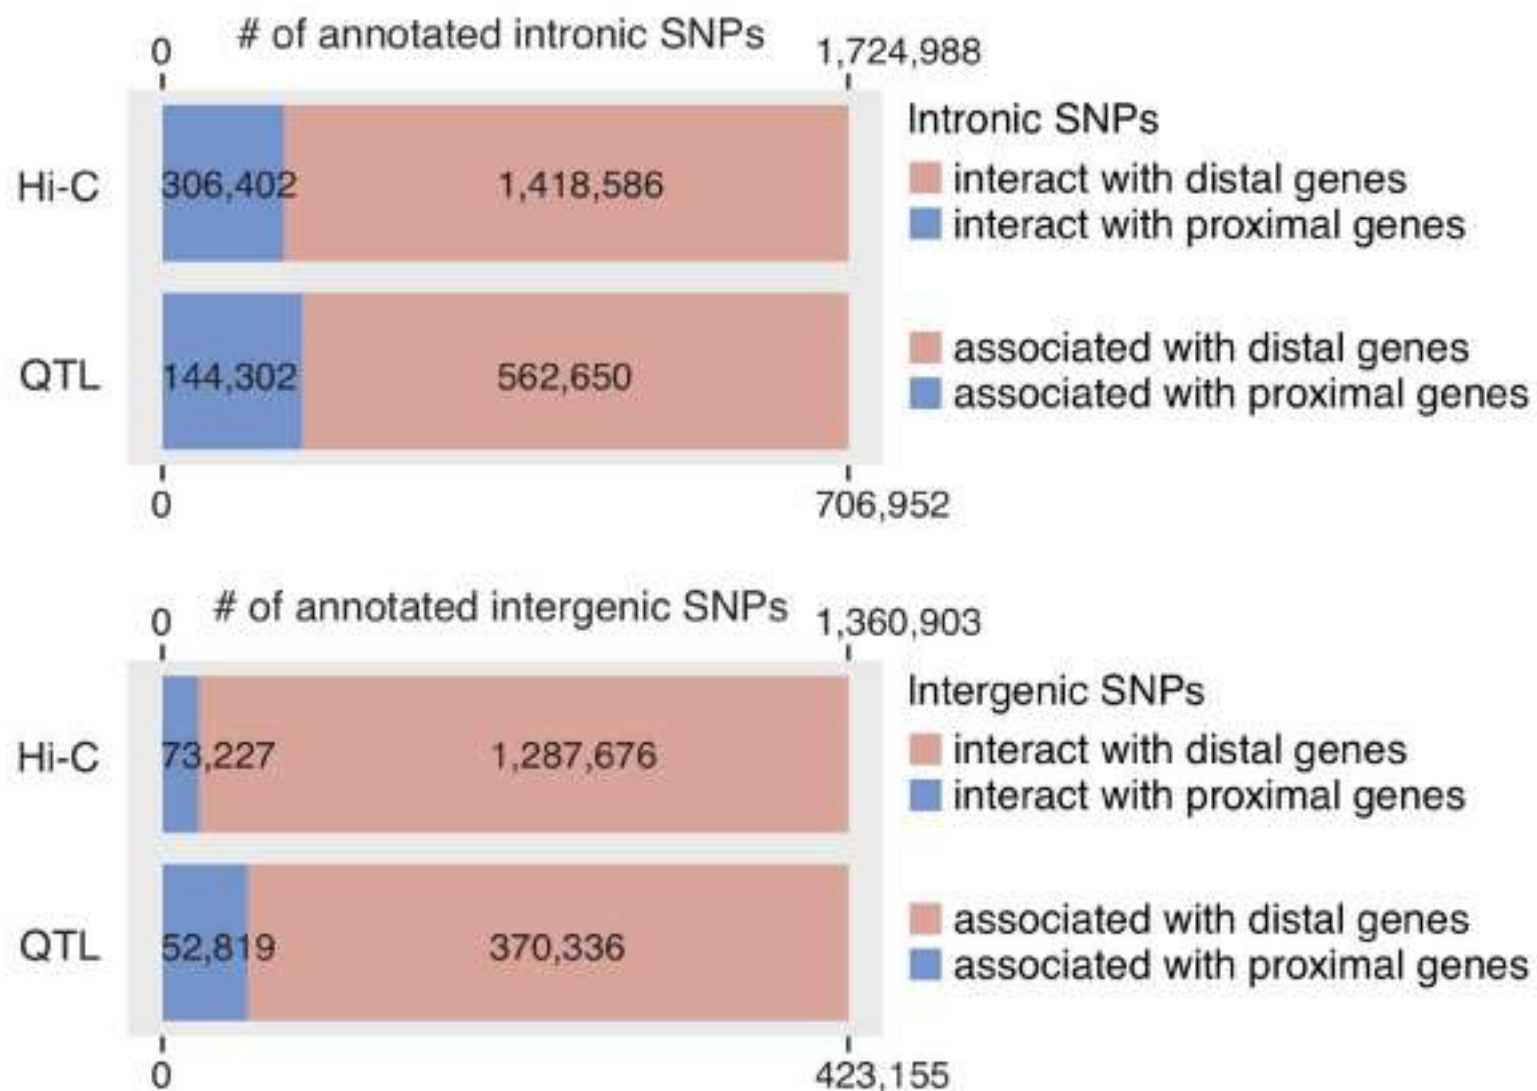 # of annotated intronic SNPs
0 1,724,988
Hi-C 306,402 1,418,586
Intronic SNPs
interact with distal genes
interact with proximal genes
QTL 144,302 562,650
associated with distal genes
associated with proximal genes
0 706,952
# of annotated intergenic SNPs
0 1,360,903
Hi-C 73,227 1,287,676
Intergenic SNPs
interact with distal genes
interact with proximal genes
QTL 52,819 370,336
associated with distal genes
associated with proximal genes
0 423,155